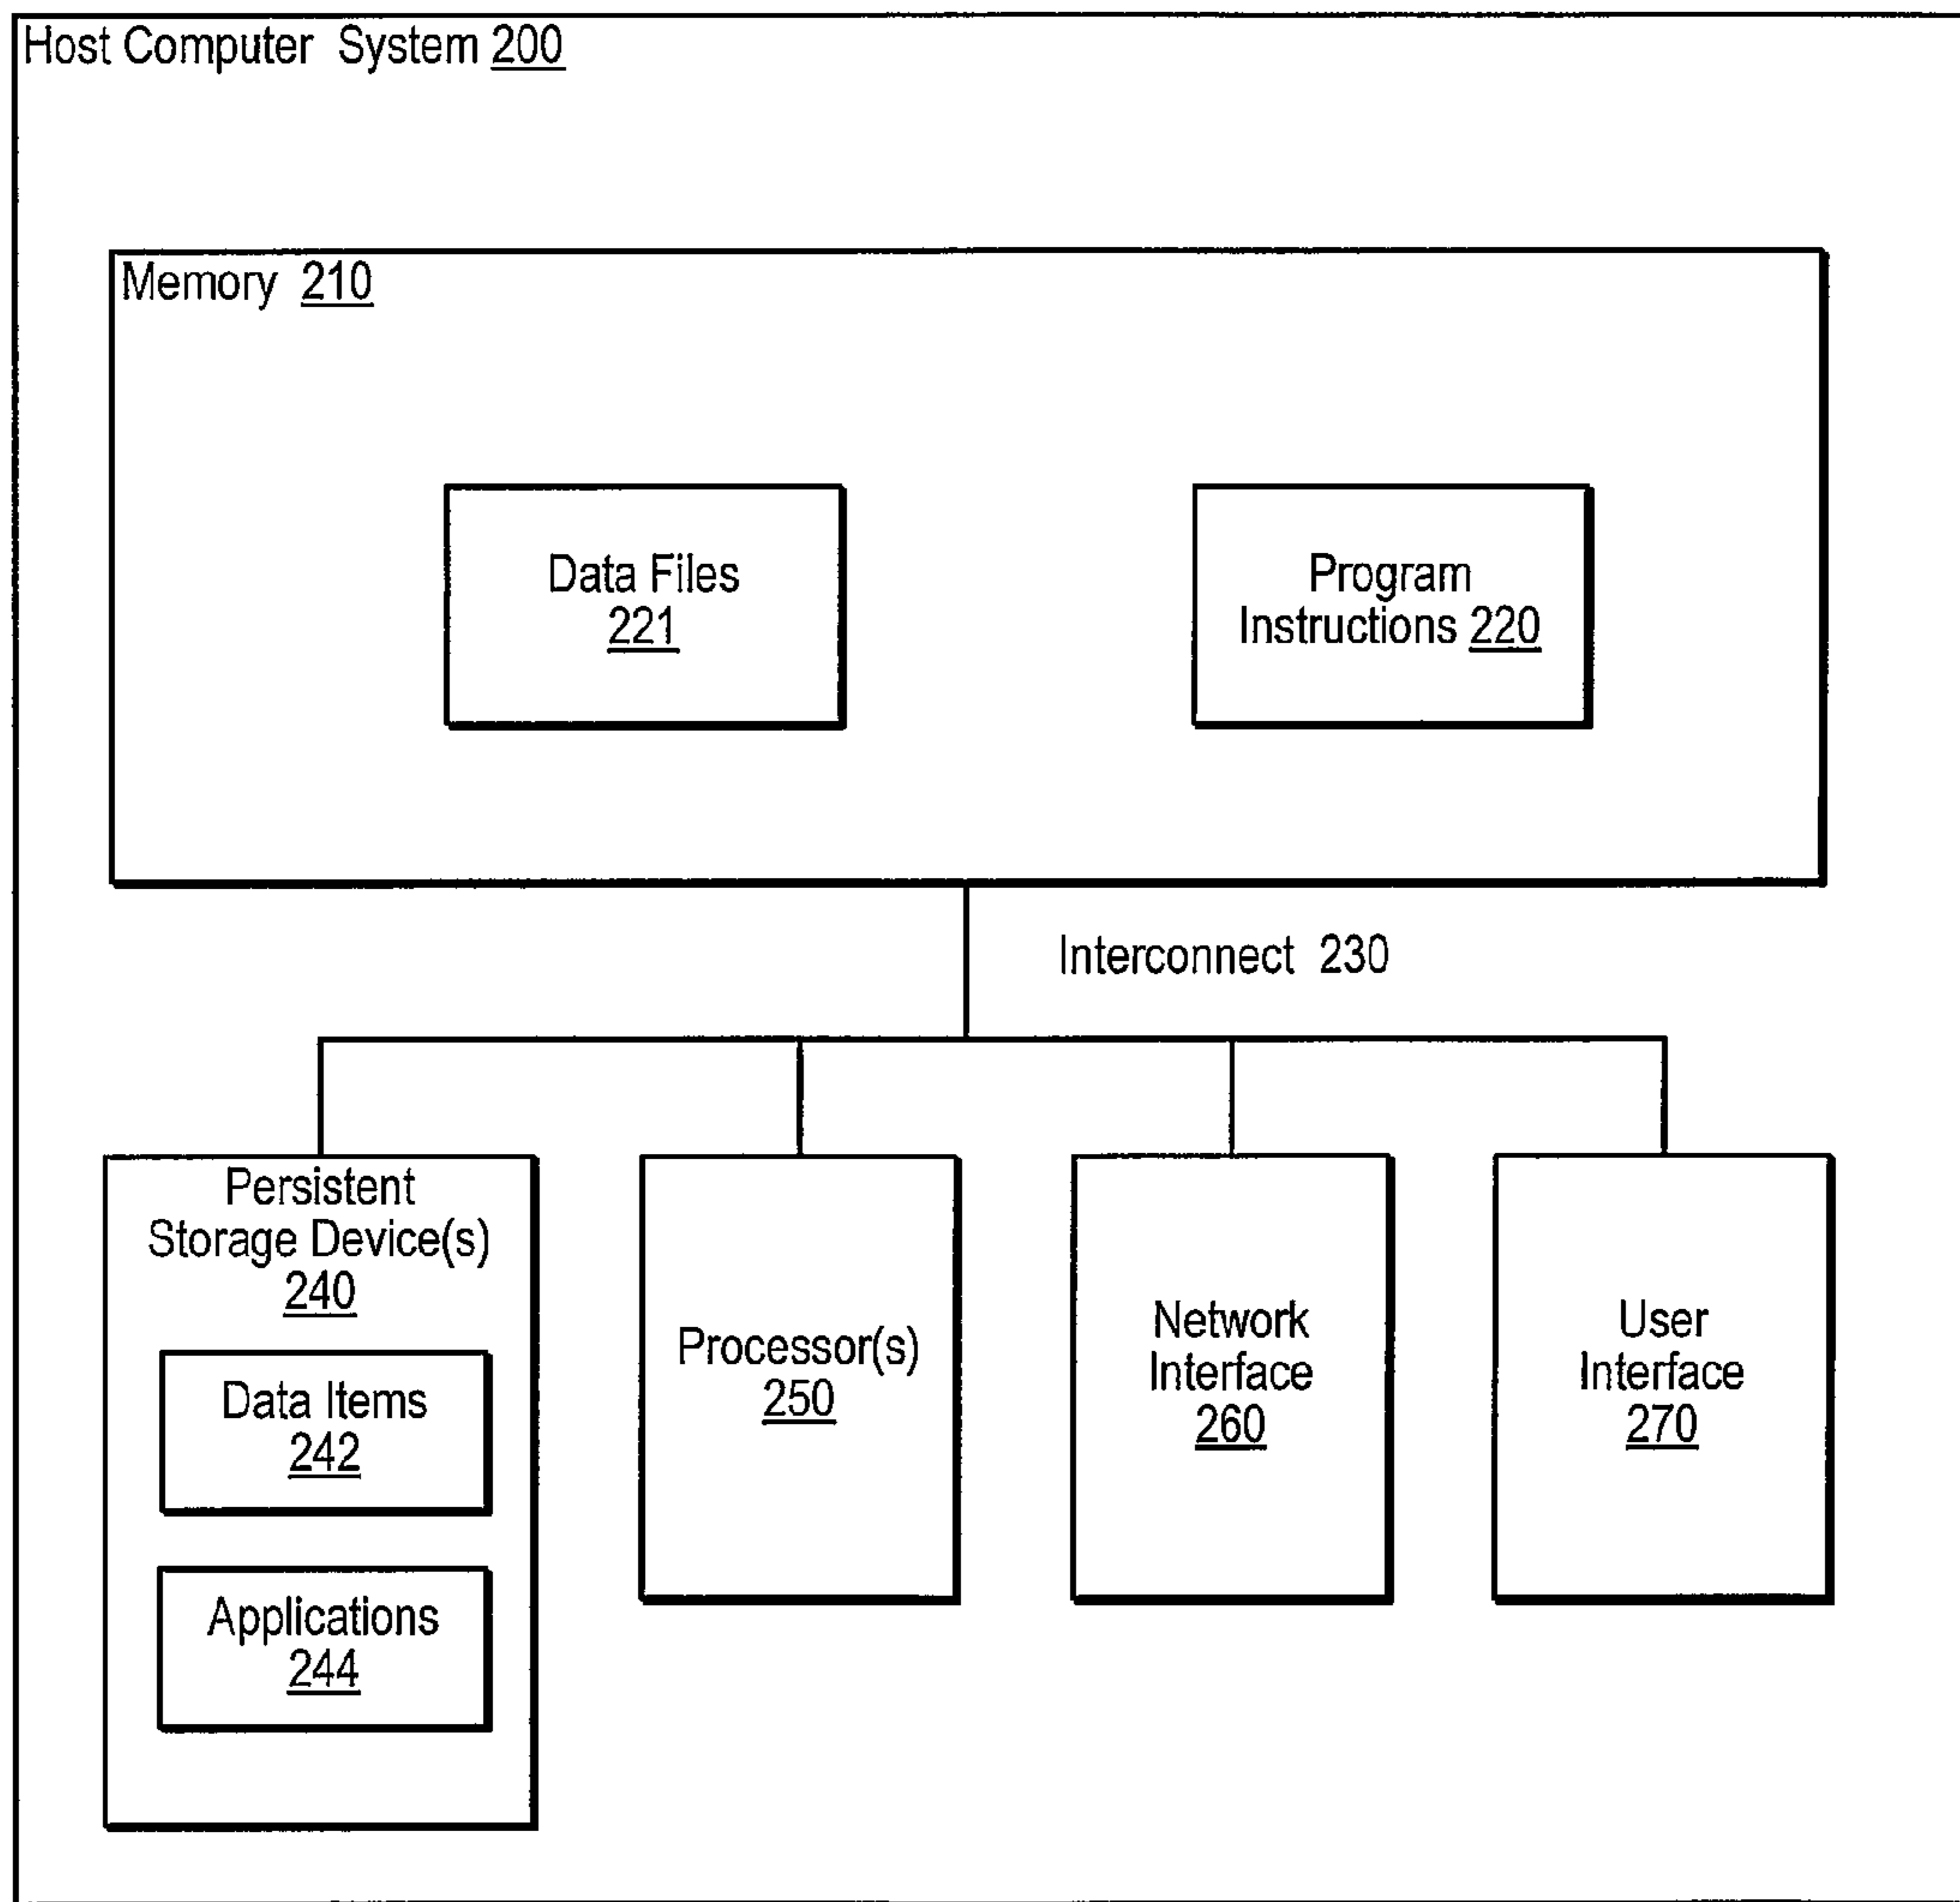 Host Computer System 200
Memory 210
Data Files
221
Program
Instructions 220
Interconnect 230
Persistent
Storage Device(s)
240
Data Items
242
Applications
244
Processor(s)
250
Network
Interface
260
User
Interface
270